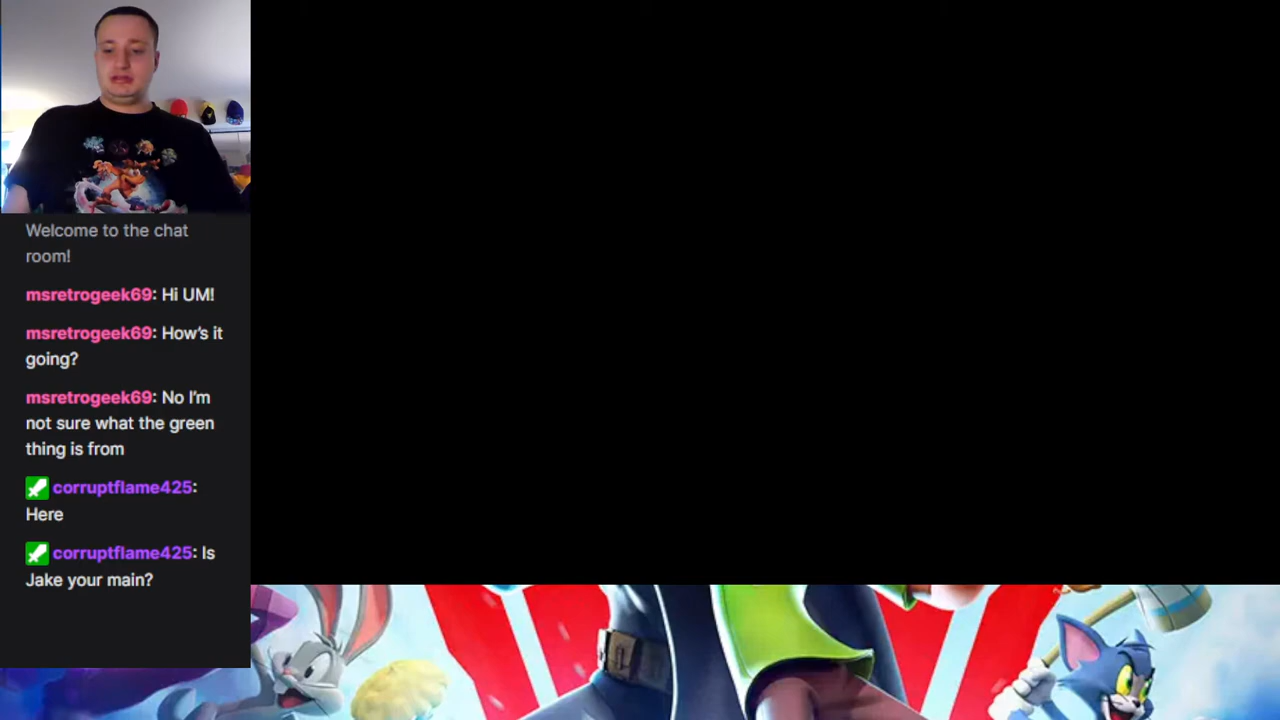 Welcome to the chat
room!
msretrogeek69: Hi UM!
msretrogeek69: How's it
going?
msretrogeek69: No I'm
not sure what the green
thing is from
corruptflame425:
Here
corruptflame425: Is
Jake your main?